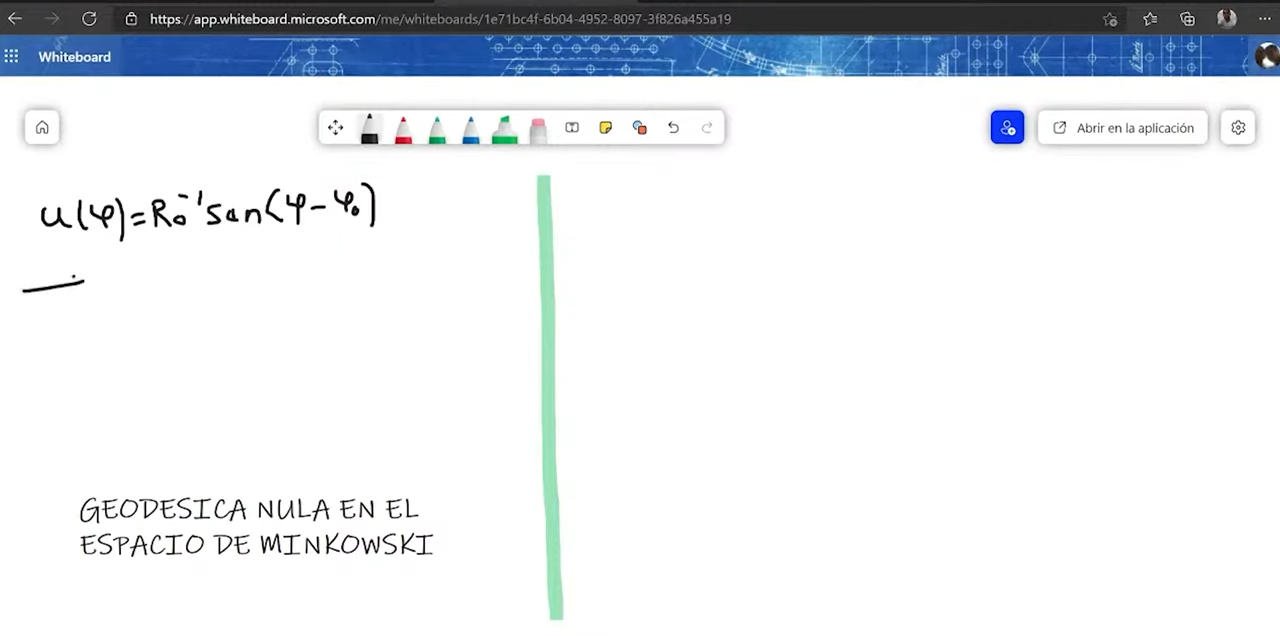 https://app.whiteboard.microsoft.com/me/whiteboards/1e71bc4f-6b04-4952-8097-3f826a455a19
Whiteboard
Abrir en la aplicación
u(φ)=R₀⁻¹sen(φ-φ₀)
GEODESICA NULA EN EL
ESPACIO DE MINKOWSKI